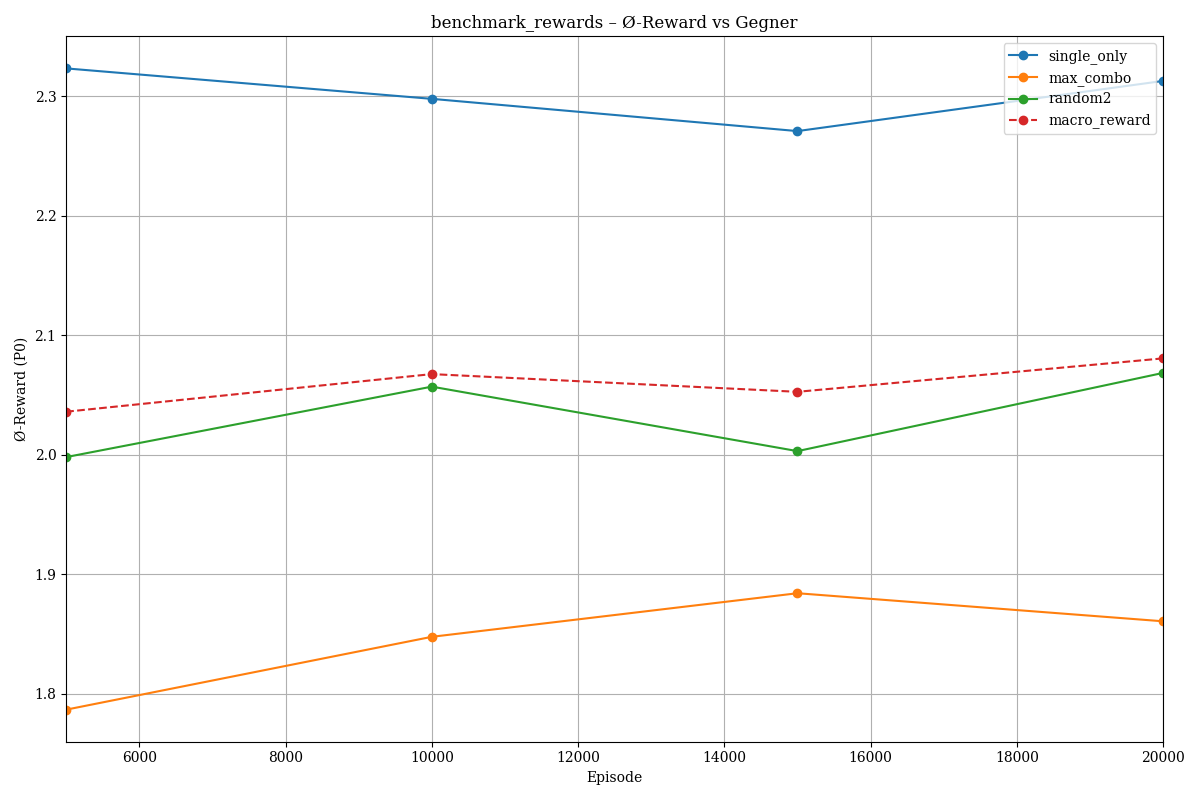 benchmark_rewards – Ø-Reward vs Gegner
single_only
max_combo
random2
macro_reward
2.3
2.2
2.1
2.0
1.9
1.8
Ø-Reward (P0)
6000 8000 10000 12000 14000 16000 18000 20000
Episode